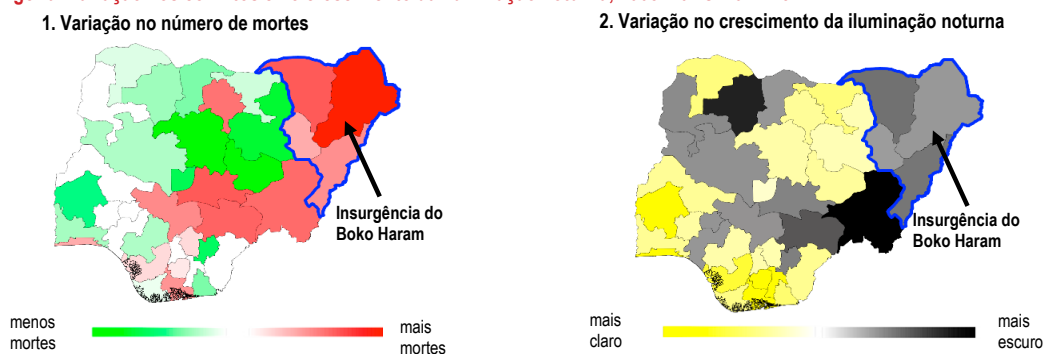 1. Variação no número de mortes
2. Variação no crescimento da iluminação noturna
Insurgência do
Boko Haram
Insurgência do
Boko Haram
menos
mortes
mais
mortes
mais
claro
mais
escuro